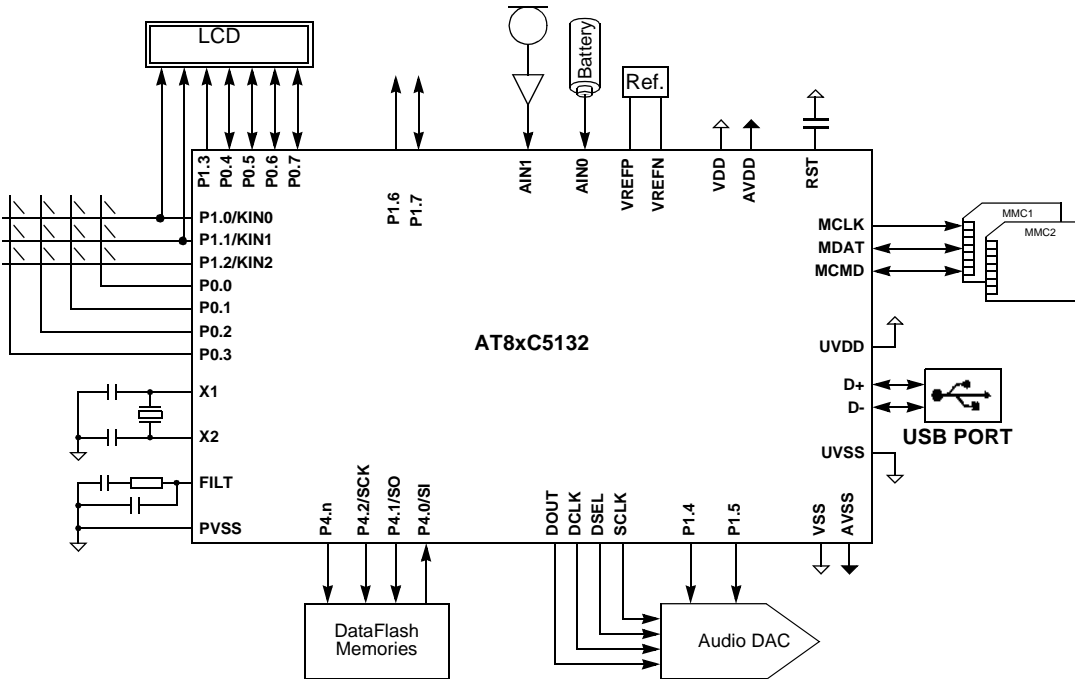 LCD
Battery
Ref.
P1.3
P0.4
P0.5
P0.6
P0.7
P1.6
P1.7
AIN1
AIN0
VREFP
VREFN
VDD
AVDD
RST
P1.0/KIN0
P1.1/KIN1
P1.2/KIN2
P0.0
P0.1
P0.2
P0.3
X1
X2
FILT
PVSS
AT8xC5132
MCLK
MDAT
MCMD
MMC1
MMC2
UVDD
D+
D-
USB PORT
UVSS
P4.n
P4.2/SCK
P4.1/SO
P4.0/SI
DOUT
DCLK
DSEL
SCLK
P1.4
P1.5
VSS
AVSS
DataFlash
Memories
Audio DAC